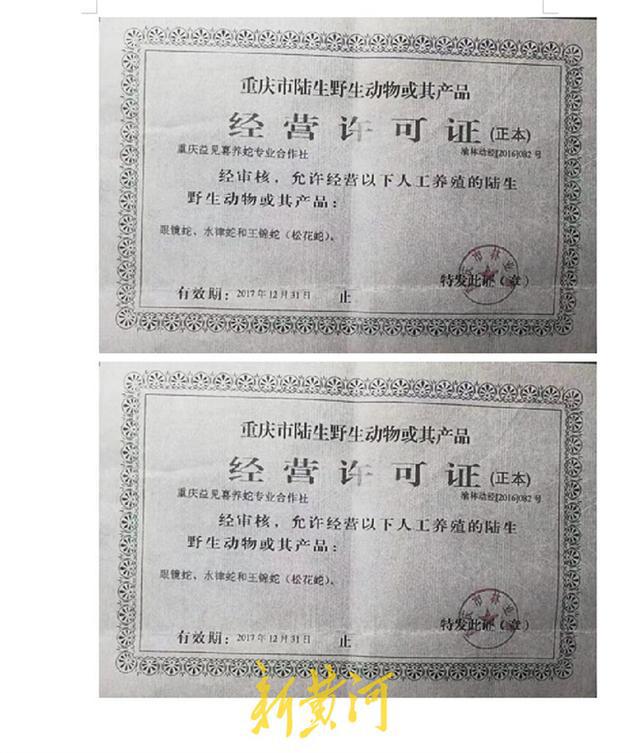 重庆市陆生野生动物或其产品
经营许可证(正本)
重庆益见喜养蛇专业合作社 渝林动经[2016]082号
经审核，允许经营以下人工养殖的陆生
野生动物或其产品：
眼镜蛇、水律蛇和王锦蛇（松花蛇）。
特发此证（章）
有效期：2017年12月31日 止
重庆市陆生野生动物或其产品
经营许可证(正本)
重庆益见喜养蛇专业合作社 渝林动经[2016]082号
经审核，允许经营以下人工养殖的陆生
野生动物或其产品：
眼镜蛇、水律蛇和王锦蛇（松花蛇）。
特发此证（章）
有效期：2017年12月31日 止
新黄河